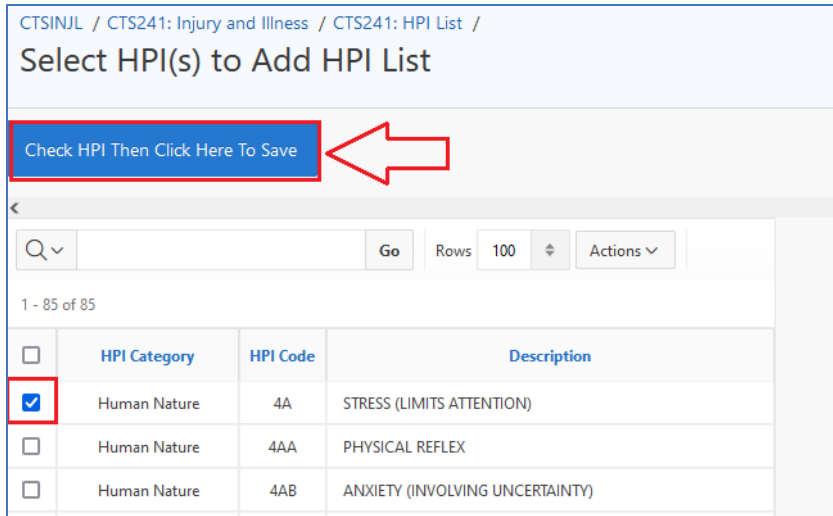 CTSINJL / CTS241: Injury and Illness / CTS241: HPI List /
Select HPI(s) to Add HPI List
Check HPI Then Click Here To Save
Go Rows 100 Actions
1 - 85 of 85
HPI Category HPI Code Description
Human Nature 4A STRESS (LIMITS ATTENTION)
Human Nature 4AA PHYSICAL REFLEX
Human Nature 4AB ANXIETY (INVOLVING UNCERTAINTY)